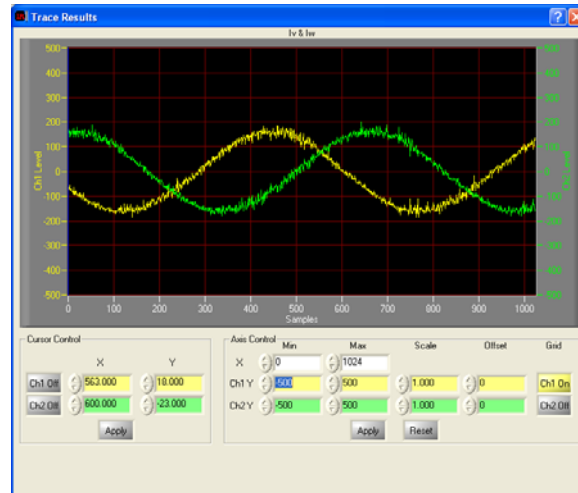 Trace Results
Iv & Iw
500 500
400 400
300 300
200 200
100 100
0 0
-100 -100
-200 -200
-300 -300
-400 -400
-500 -500
Ch1 Level
Ch2 Level
0 100 200 300 400 500 600 700 800 900 1000
Samples
Cursor Control
X Y
Ch1 Off 563.000 18.000
Ch2 Off 600.000 -23.000
Apply
Axis Control
Min Max Scale Offset Grid
X 0 1024
Ch1 Y -500 500 1.000 0 Ch1 On
Ch2 Y -500 500 1.000 0 Ch2 Off
Apply Reset